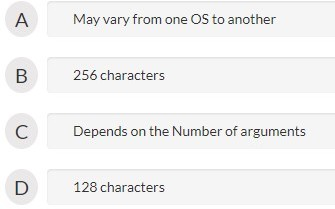 A May vary from one OS to another
B 256 characters
C Depends on the Number of arguments
D 128 characters